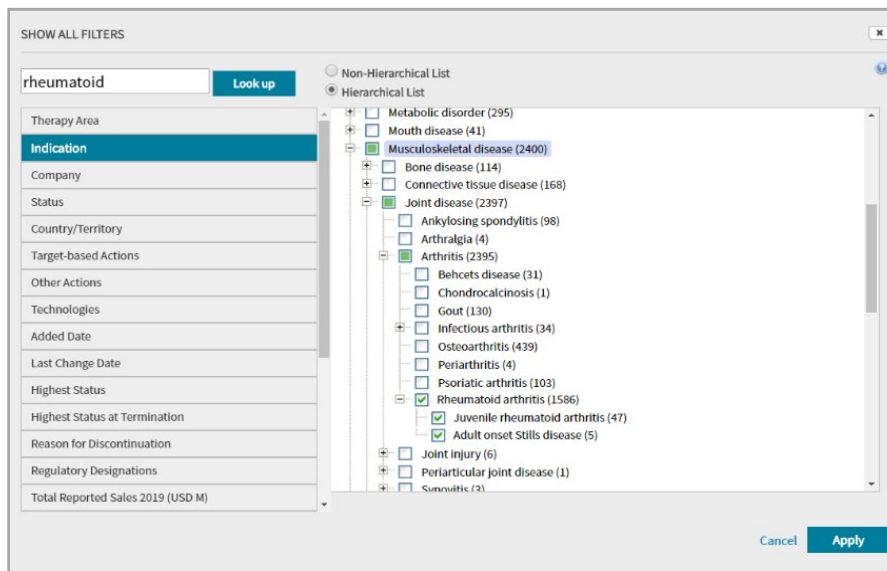 SHOW ALL FILTERS
rheumatoid
Look up
Non-Hierarchical List
Hierarchical List
Therapy Area
Indication
Company
Status
Country/Territory
Target-based Actions
Other Actions
Technologies
Added Date
Last Change Date
Highest Status
Highest Status at Termination
Reason for Discontinuation
Regulatory Designations
Total Reported Sales 2019 (USD M)
Metabolic disorder (295)
Mouth disease (41)
Musculoskeletal disease (2400)
Bone disease (114)
Connective tissue disease (168)
Joint disease (2397)
Ankylosing spondylitis (98)
Arthralgia (4)
Arthritis (2395)
Behcets disease (31)
Chondrocalcinosis (1)
Gout (130)
Infectious arthritis (34)
Osteoarthritis (439)
Periarthritis (4)
Psoriatic arthritis (103)
Rheumatoid arthritis (1586)
Juvenile rheumatoid arthritis (47)
Adult onset Stills disease (5)
Joint injury (6)
Periarticular joint disease (1)
Synovitis (3)
Cancel
Apply